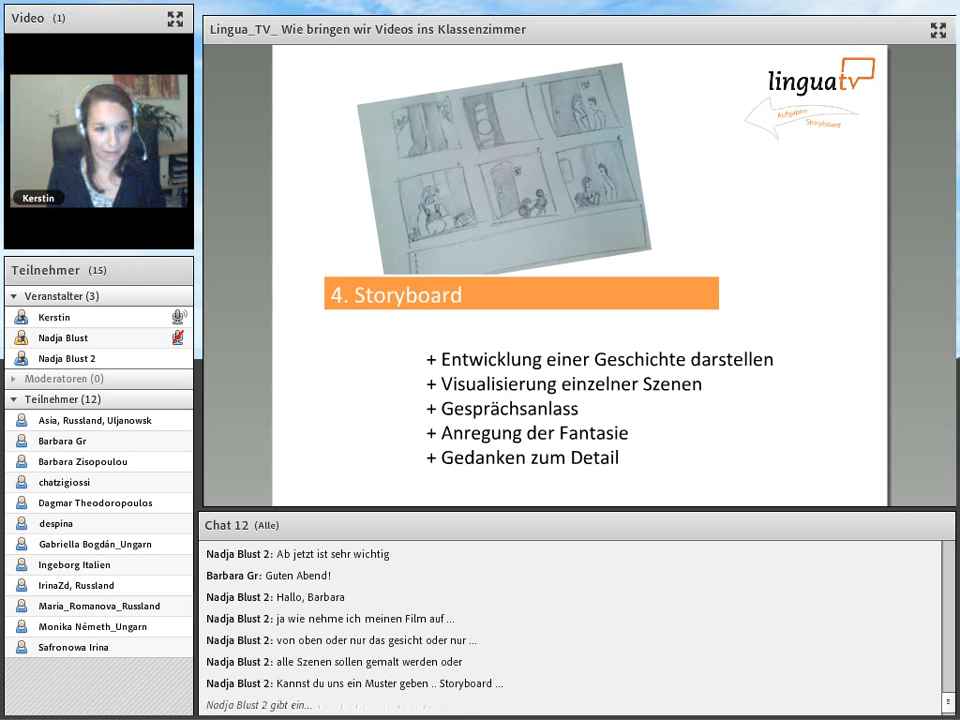 Video (1)
Kerstin
Teilnehmer (15)
Veranstalter (3)
Kerstin
Nadja Blust
Nadja Blust 2
Moderatoren (0)
Teilnehmer (12)
Asia, Russland, Uljanowsk
Barbara Gr
Barbara Zisopoulou
chatzigiossi
Dagmar Theodoropoulos
despina
Gabriella Bogdán_Ungarn
Ingeborg Italien
IrinaZd, Russland
Maria_Romanova_Russland
Monika Németh_Ungarn
Safronowa Irina
Lingua_TV_ Wie bringen wir Videos ins Klassenzimmer
linguatv
Aufgaben
Storyboard
4. Storyboard
+ Entwicklung einer Geschichte darstellen
+ Visualisierung einzelner Szenen
+ Gesprächsanlass
+ Anregung der Fantasie
+ Gedanken zum Detail
Chat 12 (Alle)
Nadja Blust 2: Ab jetzt ist sehr wichtig
Barbara Gr: Guten Abend!
Nadja Blust 2: Hallo, Barbara
Nadja Blust 2: ja wie nehme ich meinen Film auf ...
Nadja Blust 2: von oben oder nur das gesicht oder nur ...
Nadja Blust 2: alle Szenen sollen gemalt werden oder
Nadja Blust 2: Kannst du uns ein Muster geben .. Storyboard ...
Nadja Blust 2 gibt ein...